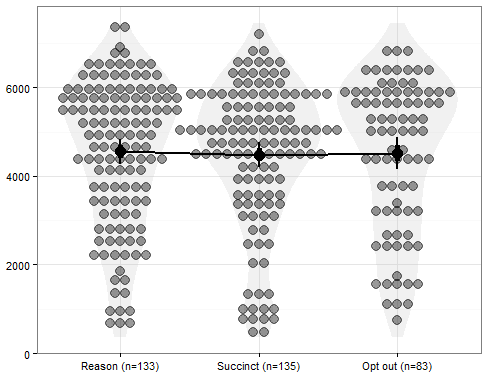 6000
4000
2000
0
Reason (n=133) Succinct (n=135) Opt out (n=83)